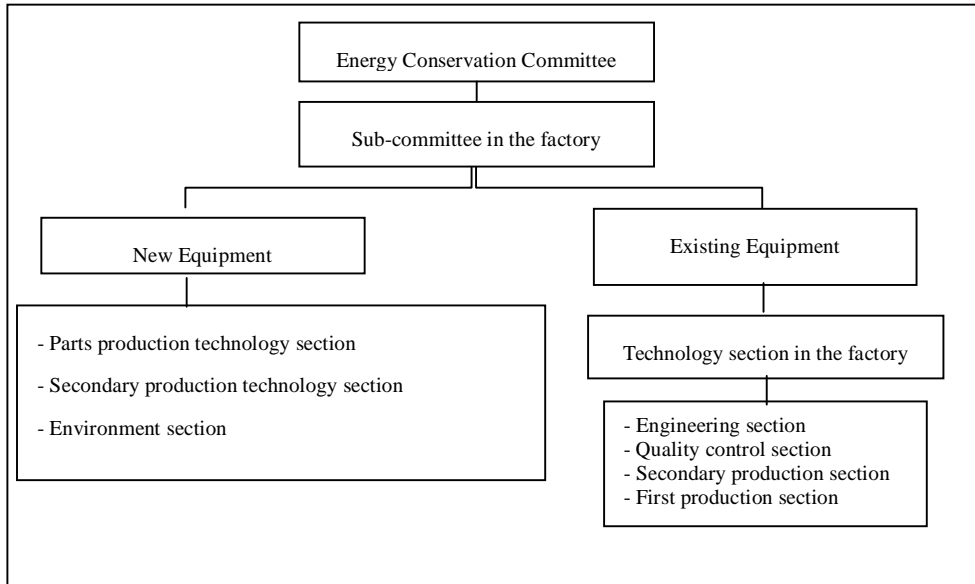 Energy Conservation Committee
Sub-committee in the factory
New Equipment
Existing Equipment
- Parts production technology section
- Secondary production technology section
- Environment section
Technology section in the factory
- Engineering section
- Quality control section
- Secondary production section
- First production section